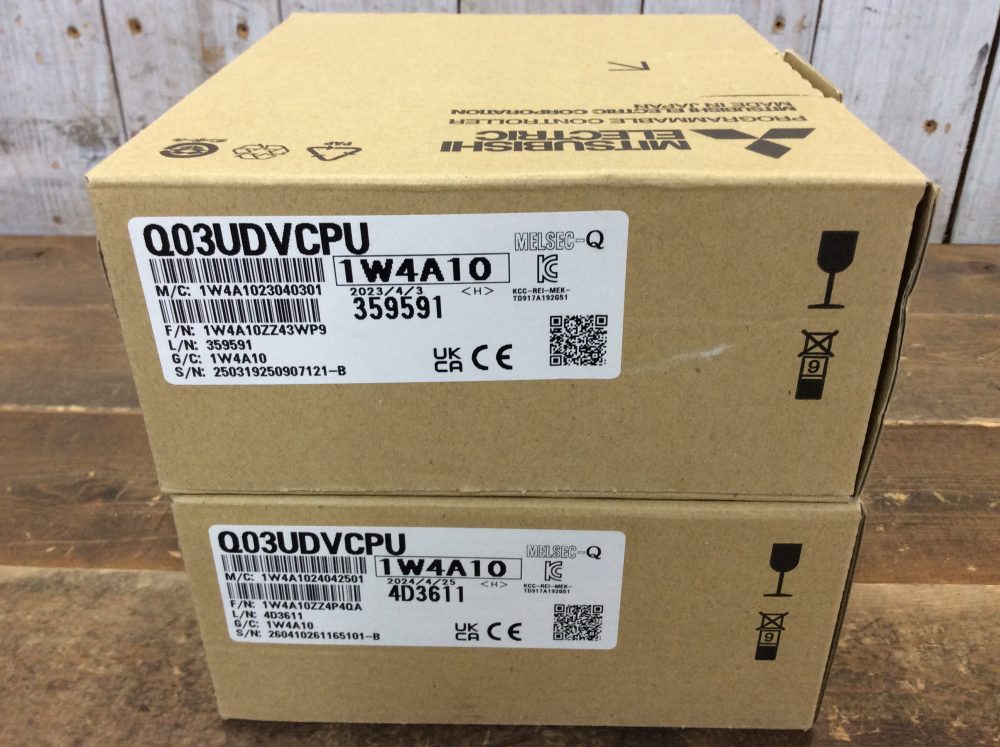 MITSUBISHI
ELECTRIC
PROGRAMMABLE CONTROLLER
MITSUBISHI ELECTRIC CORPORATION
MADE IN JAPAN
PAP
Q03UDVCPU
MELSEC-Q
1W4A10
M/C: 1W4A1023040301
2023/4/3 <H>
KCC-REI-MEK-
TD917A192G51
359591
F/N: 1W4A10ZZ43WP9
L/N: 359591
G/C: 1W4A10
S/N: 250319250907121-B
UK
CA CE
9
Q03UDVCPU
MELSEC-Q
1W4A10
M/C: 1W4A1024042501
2024/4/25 <H>
KCC-REI-MEK-
TD917A192G51
4D3611
F/N: 1W4A10ZZ4P4QA
L/N: 4D3611
G/C: 1W4A10
S/N: 260410261165101-B
UK
CA CE
9